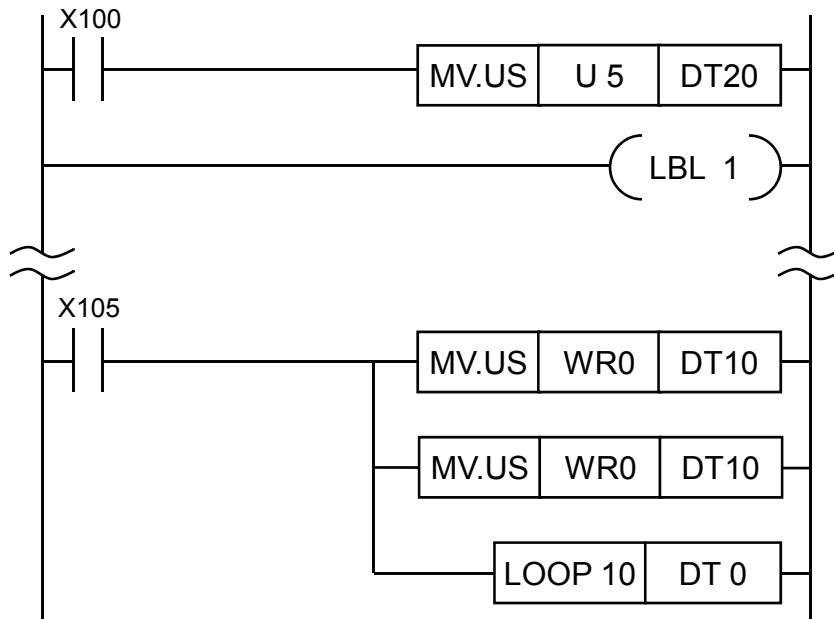 X100
MV.US U 5 DT20
LBL 1
X105
MV.US WR0 DT10
MV.US WR0 DT10
LOOP 10 DT 0